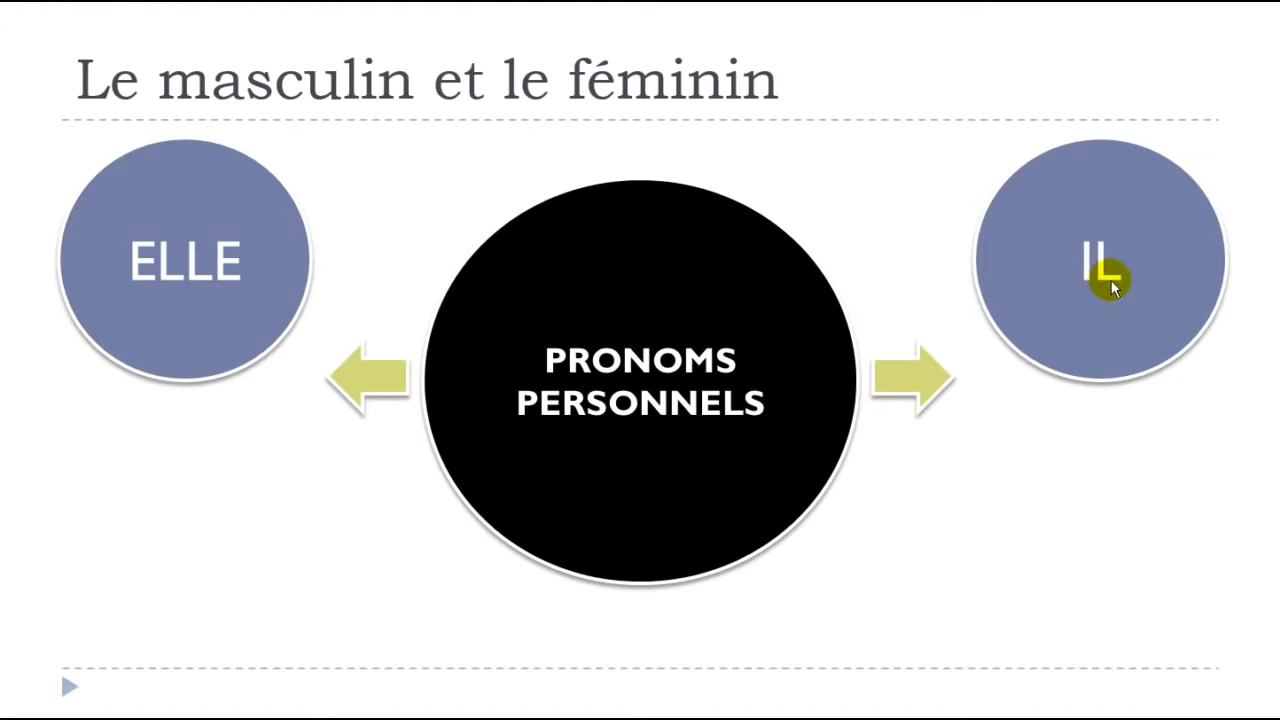 Le masculin et le féminin
ELLE
IL
PRONOMS
PERSONNELS